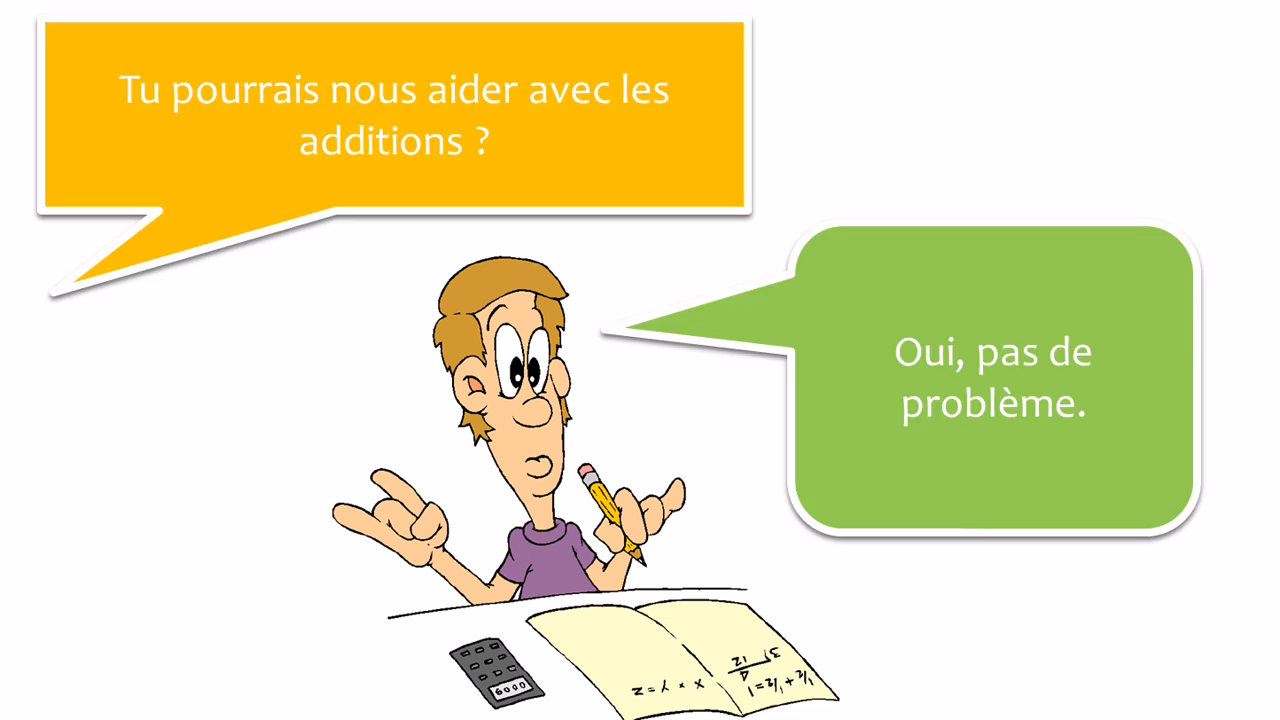 Tu pourrais nous aider avec les
additions ?
Oui, pas de
problème.